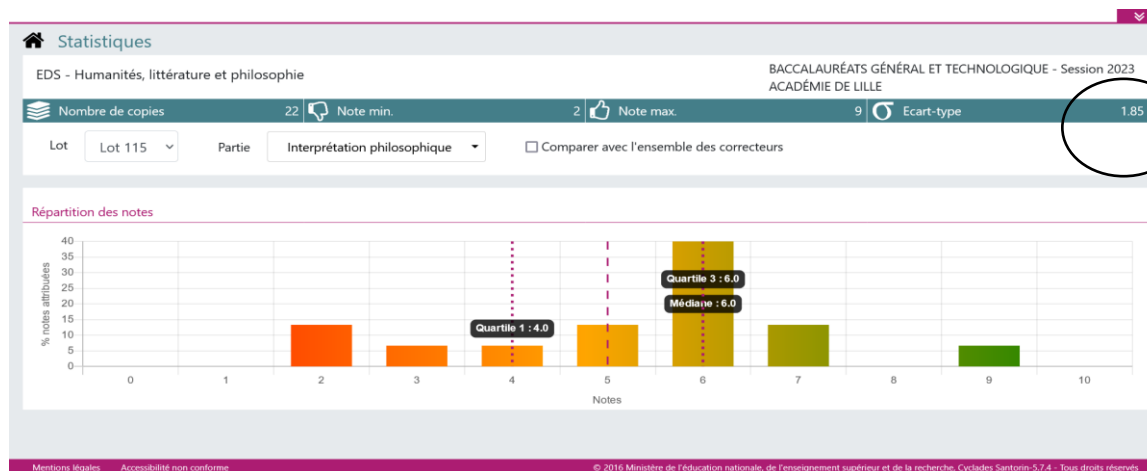 Statistiques
EDS - Humanités, littérature et philosophie
BACCALAURÉATS GÉNÉRAL ET TECHNOLOGIQUE - Session 2023
ACADÉMIE DE LILLE
Nombre de copies 22 Note min. 2 Note max. 9 Ecart-type 1.85
Lot Lot 115 Partie Interprétation philosophique Comparer avec l'ensemble des correcteurs
Répartition des notes
% notes attribuées
40
35
30
25
20
15
10
5
0
Quartile 1 : 4.0
Quartile 3 : 6.0
Médiane : 6.0
0 1 2 3 4 5 6 7 8 9 10
Notes
Mentions légales Accessibilité non conforme © 2016 Ministère de l'éducation nationale, de l'enseignement supérieur et de la recherche, Cyclades Santorin-5.7.4 - Tous droits réservés